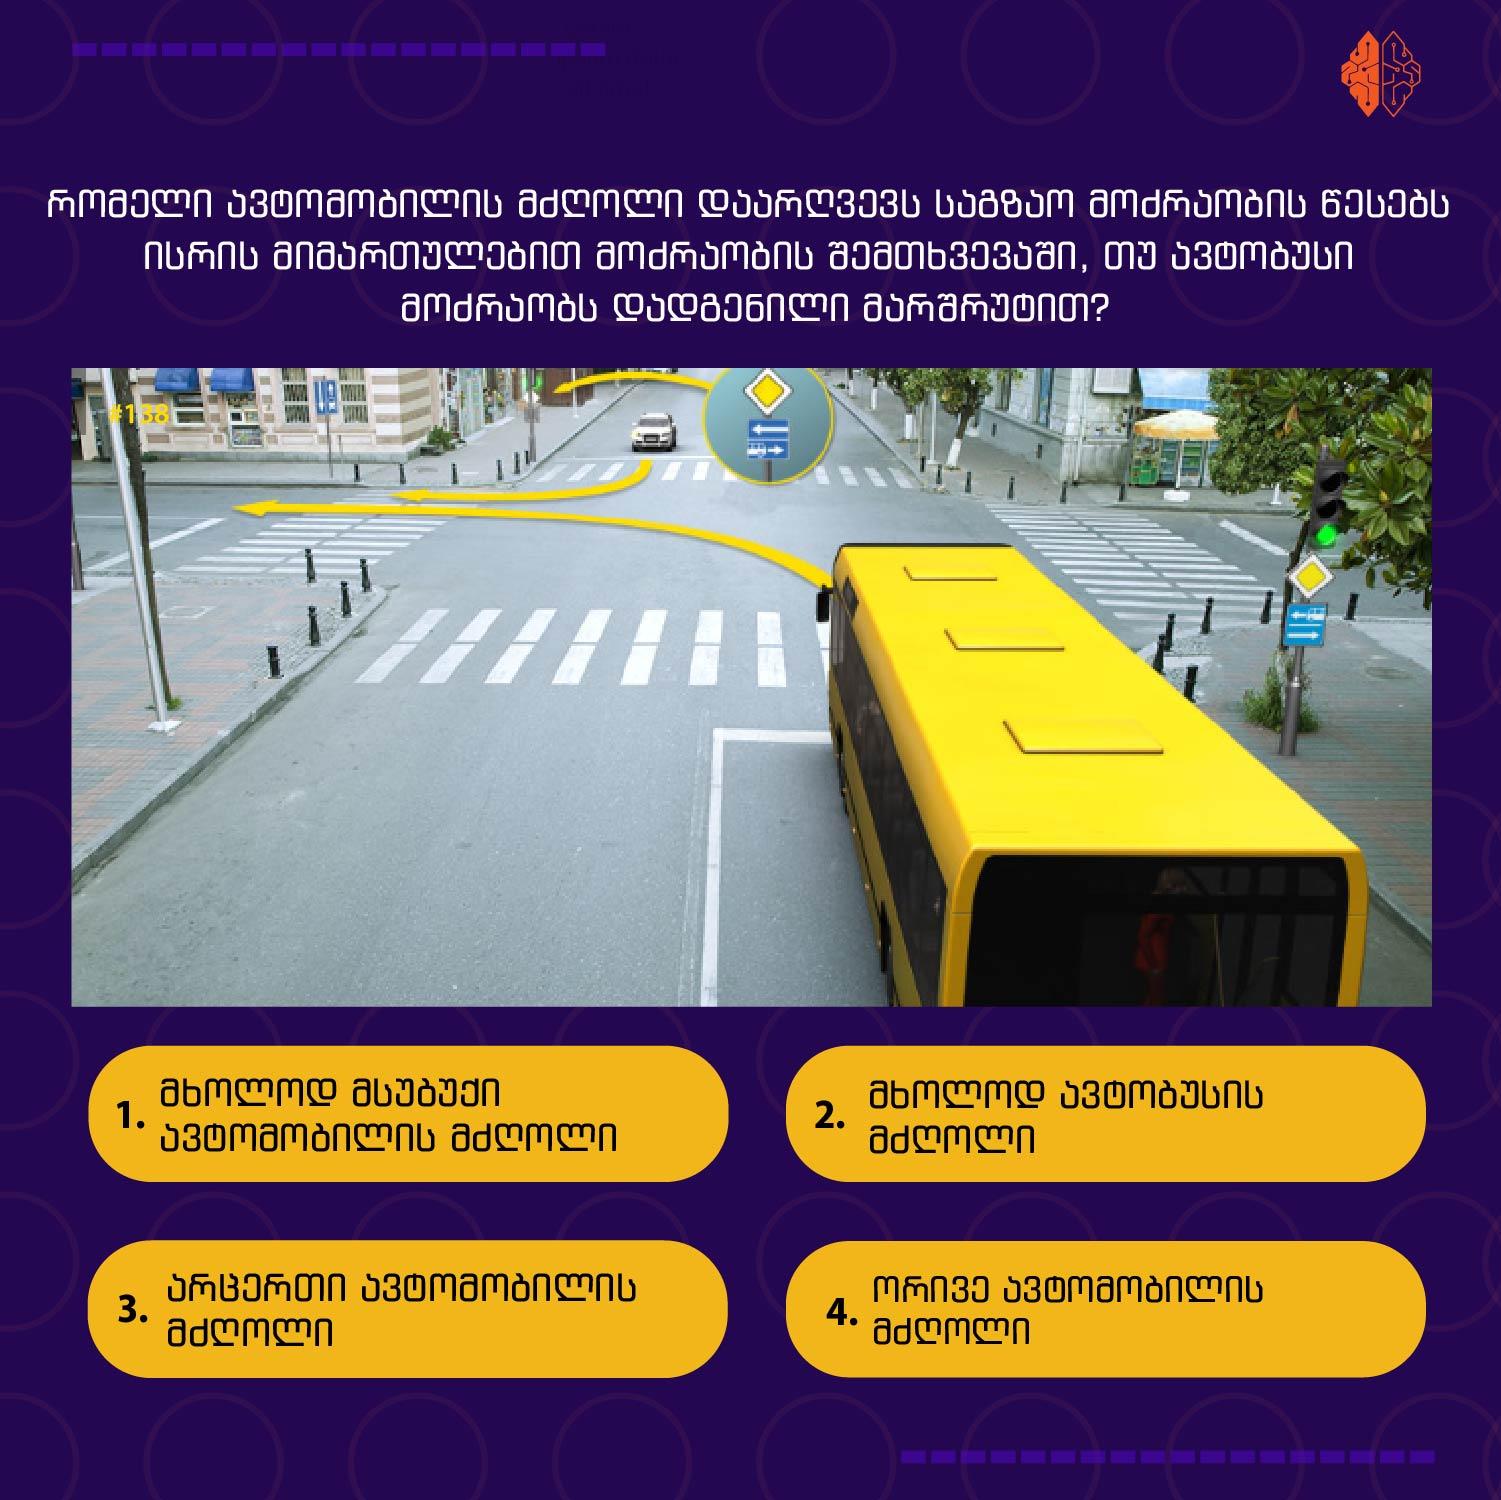 რომელი ავტომობილის მძღოლი დაარღვევს საგზაო მოძრაობის წესებს
ისრის მიმართულებით მოძრაობის შემთხვევაში, თუ ავტობუსი
მოძრაობს დადგენილი მარშრუტით?
#138
1. მხოლოდ მსუბუქი
ავტომობილის მძღოლი
2. მხოლოდ ავტობუსის
მძღოლი
3. არცერთი ავტომობილის
მძღოლი
4. ორივე ავტომობილის
მძღოლი